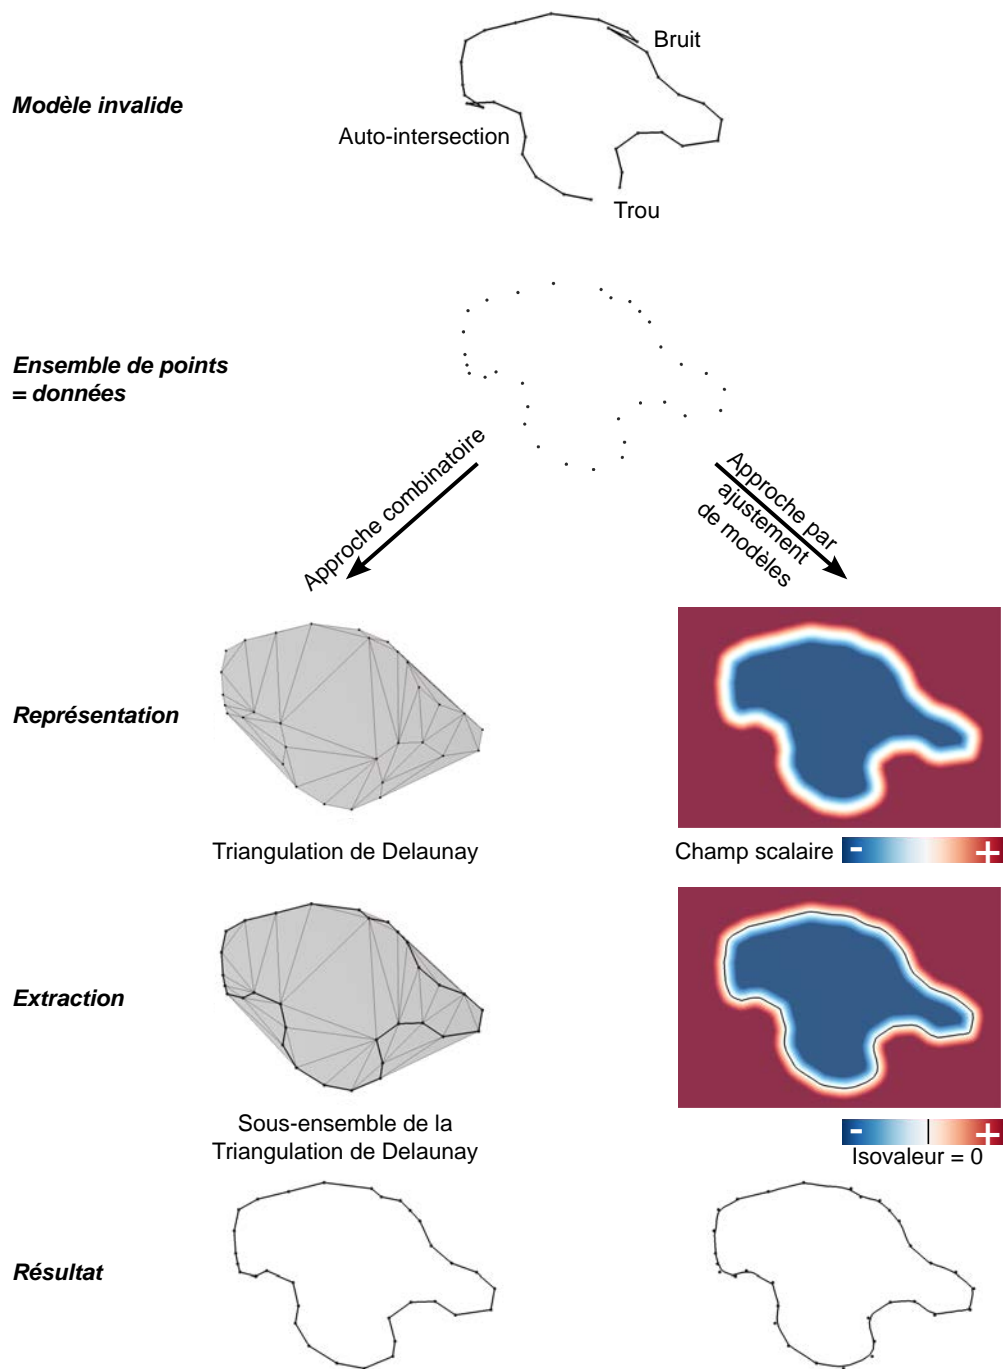 Bruit
Modèle invalide
Auto-intersection
Trou
Ensemble de points
= données
Approche combinatoire
Approche par
ajustement
de modèles
Représentation
Triangulation de Delaunay
Champ scalaire - +
Extraction
Sous-ensemble de la
Triangulation de Delaunay
- +
Isovaleur = 0
Résultat